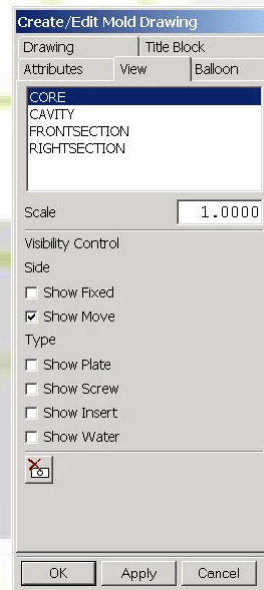 Create/Edit Mold Drawing
Drawing Title Block
Attributes View Balloon
CORE
CAVITY
FRONTSECTION
RIGHTSECTION
Scale 1.0000
Visibility Control
Side
Show Fixed
Show Move
Type
Show Plate
Show Screw
Show Insert
Show Water
OK Apply Cancel